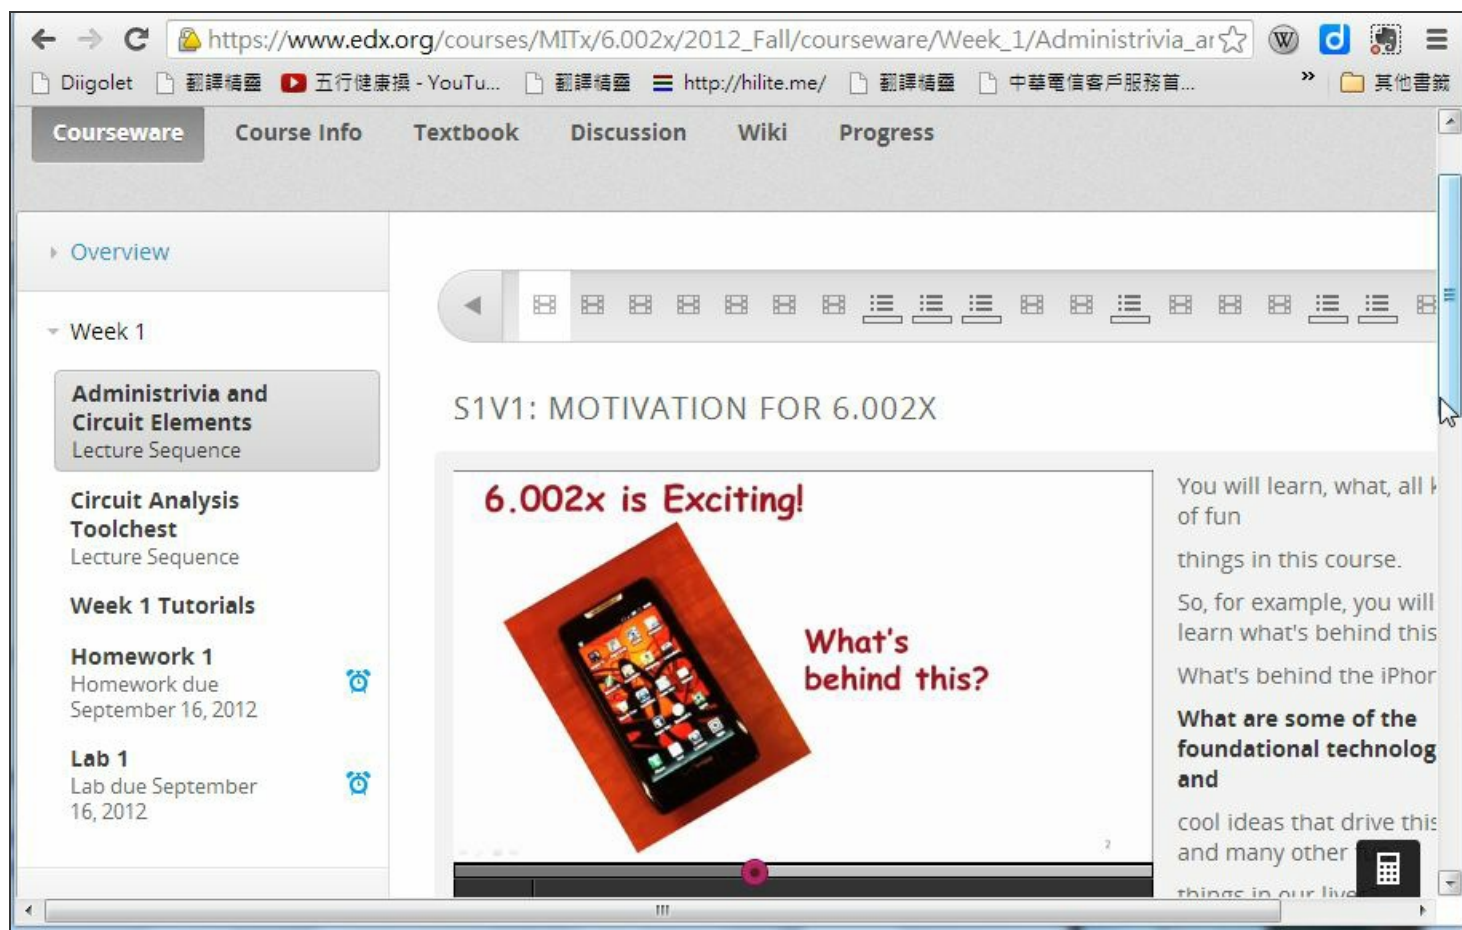 https://www.edx.org/courses/MITx/6.002x/2012_Fall/courseware/Week_1/Administrivia_ar
Diigolet 翻譯精靈 五行健康操 - YouTu... 翻譯精靈 http://hilite.me/ 翻譯精靈 中華電信客戶服務首... » 其他書籤
Courseware Course Info Textbook Discussion Wiki Progress
Overview
Week 1
Administrivia and
Circuit Elements
Lecture Sequence
Circuit Analysis
Toolchest
Lecture Sequence
Week 1 Tutorials
Homework 1
Homework due
September 16, 2012
Lab 1
Lab due September
16, 2012
S1V1: MOTIVATION FOR 6.002X
6.002x is Exciting!
What's
behind this?
2
You will learn, what, all k
of fun
things in this course.
So, for example, you will
learn what's behind this
What's behind the iPhon
What are some of the
foundational technolog
and
cool ideas that drive this
and many other
things in our lives